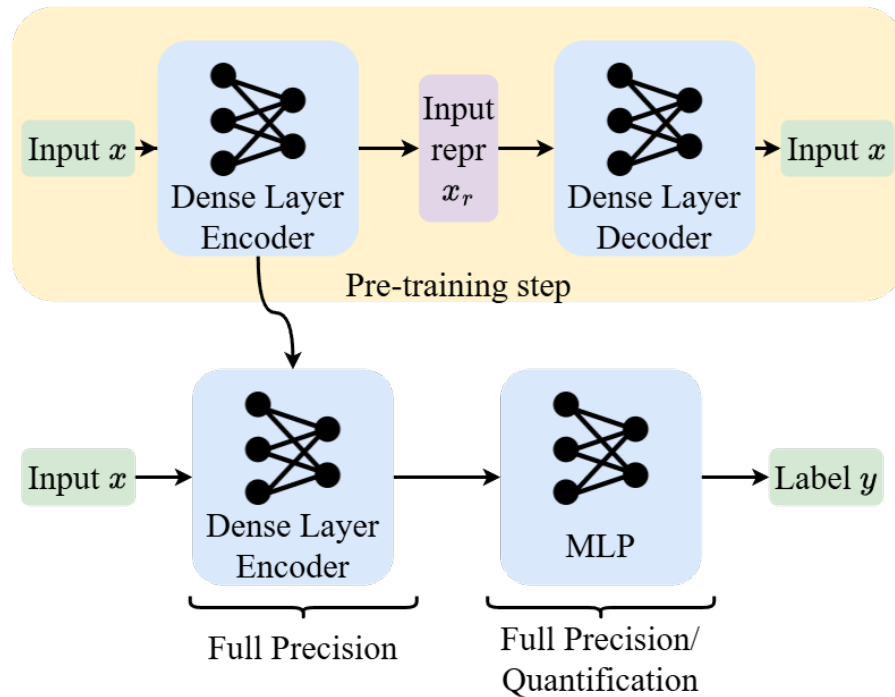 Input x
Dense Layer
Encoder
Input
repr
x_r
Dense Layer
Decoder
Input x
Pre-training step
Input x
Dense Layer
Encoder
MLP
Label y
Full Precision
Full Precision/
Quantification